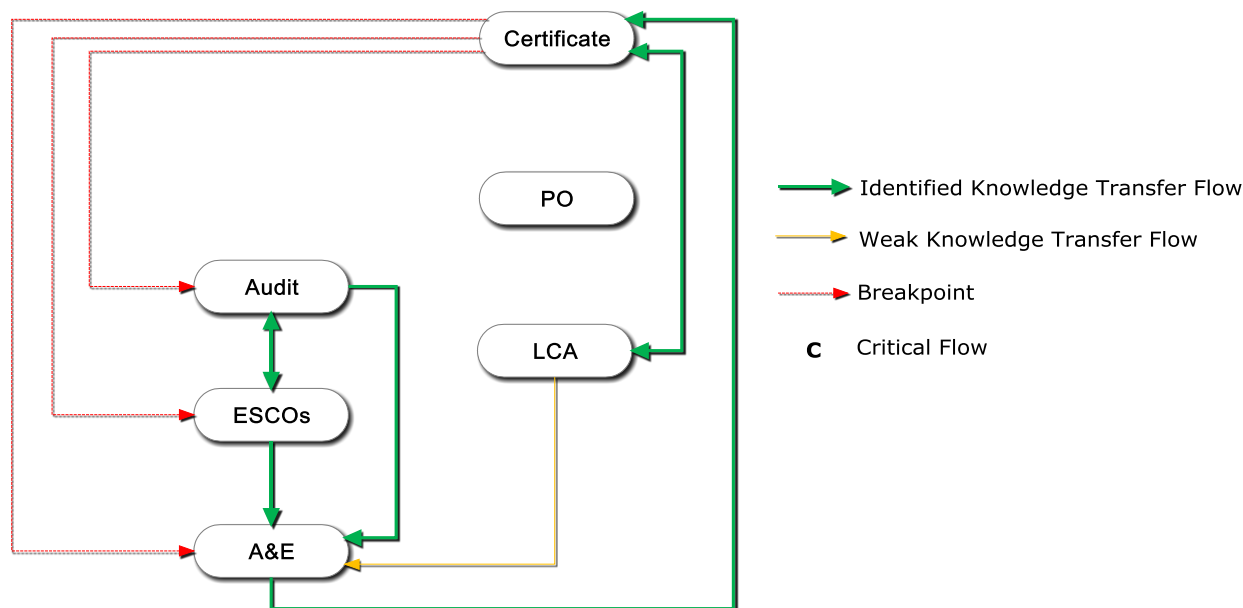 Certificate
PO
Identified Knowledge Transfer Flow
Weak Knowledge Transfer Flow
Audit
Breakpoint
LCA
C Critical Flow
ESCOs
A&E